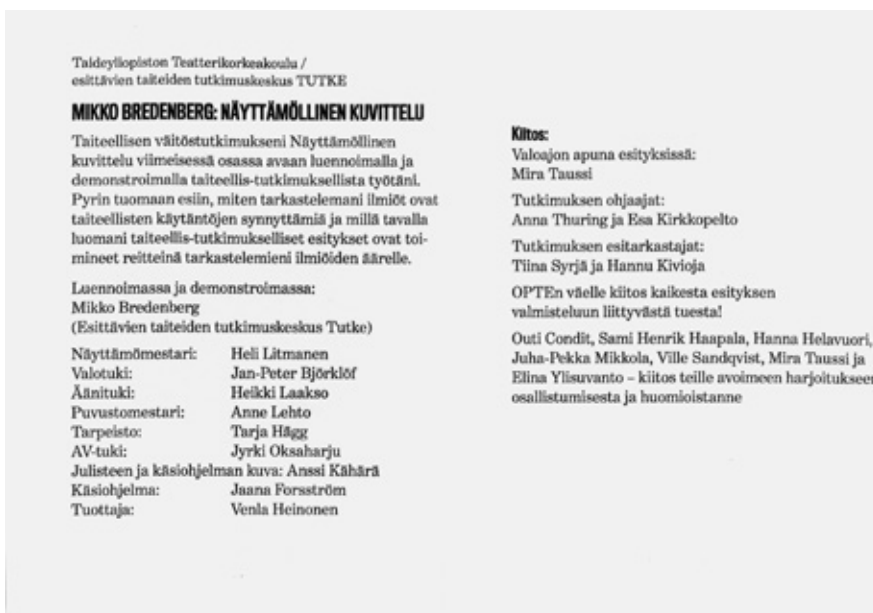 Taideyliopiston Teatterikorkeakoulu /
esittävien taiteiden tutkimuskeskus TUTKE
MIKKO BREDENBERG: NÄYTTÄMÖLLINEN KUVITTELU
Taiteellisen väitöstutkimukseni Näyttämöllinen
kuvittelu viimeisessä osassa avaan luennoimalla ja
demonstroimalla taiteellis-tutkimuksellista työtäni.
Pyrin tuomaan esiin, miten tarkastelemani ilmiöt ovat
taiteellisten käytäntöjen synnyttämiä ja millä tavalla
luomani taiteellis-tutkimukselliset esitykset ovat toi-
mineet reitteinä tarkastelemieni ilmiöiden äärelle.
Luennoimassa ja demonstroimassa:
Mikko Bredenberg
(Esittävien taiteiden tutkimuskeskus Tutke)
Näyttämömestari: Heli Litmanen
Valotuki: Jan-Peter Björklöf
Äänituki: Heikki Laakso
Puvustomestari: Anne Lehto
Tarpeisto: Tarja Hägg
AV-tuki: Jyrki Oksaharju
Julisteen ja käsiohjelman kuva: Anssi Kähärä
Käsiohjelma: Jaana Forsström
Tuottaja: Venla Heinonen
Kiitos:
Valoajon apuna esityksissä:
Mira Taussi
Tutkimuksen ohjaajat:
Anna Thuring ja Esa Kirkkopelto
Tutkimuksen esitarkastajat:
Tiina Syrjä ja Hannu Kivioja
OPTEn väelle kiitos kaikesta esityksen
valmisteluun liittyvästä tuesta!
Outi Condit, Sami Henrik Haapala, Hanna Helavuori,
Juha-Pekka Mikkola, Ville Sandqvist, Mira Taussi ja
Elina Ylisuvanto – kiitos teille avoimeen harjoitukseen
osallistumisesta ja huomioistanne